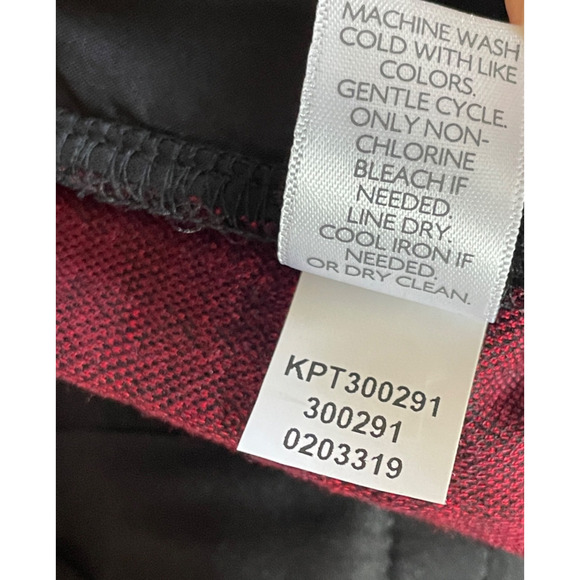 MACHINE WASH
COLD WITH LIKE
COLORS.
GENTLE CYCLE.
ONLY NON-
CHLORINE
BLEACH IF
NEEDED.
LINE DRY.
COOL IRON IF
NEEDED.
OR DRY CLEAN.
KPT300291
300291
0203319